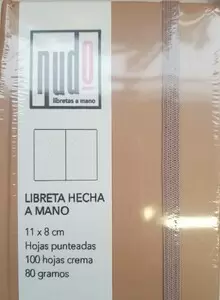 nudo
libretas a mano
LIBRETA HECHA
A MANO
11 x 8 cm
Hojas punteadas
100 hojas crema
80 gramos